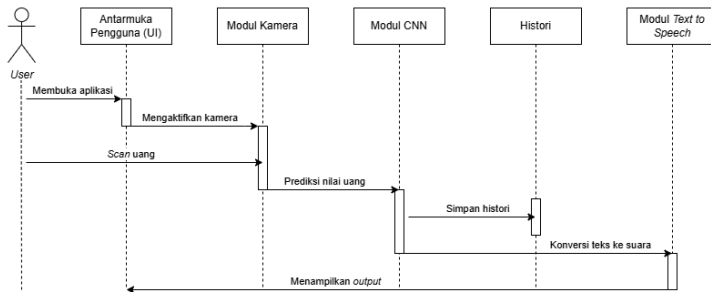 Antarmuka
Pengguna (UI)
Modul Kamera
Modul CNN
Histori
Modul Text to
Speech
User
Membuka aplikasi
Mengaktifkan kamera
Scan uang
Prediksi nilai uang
Simpan histori
Konversi teks ke suara
Menampilkan output